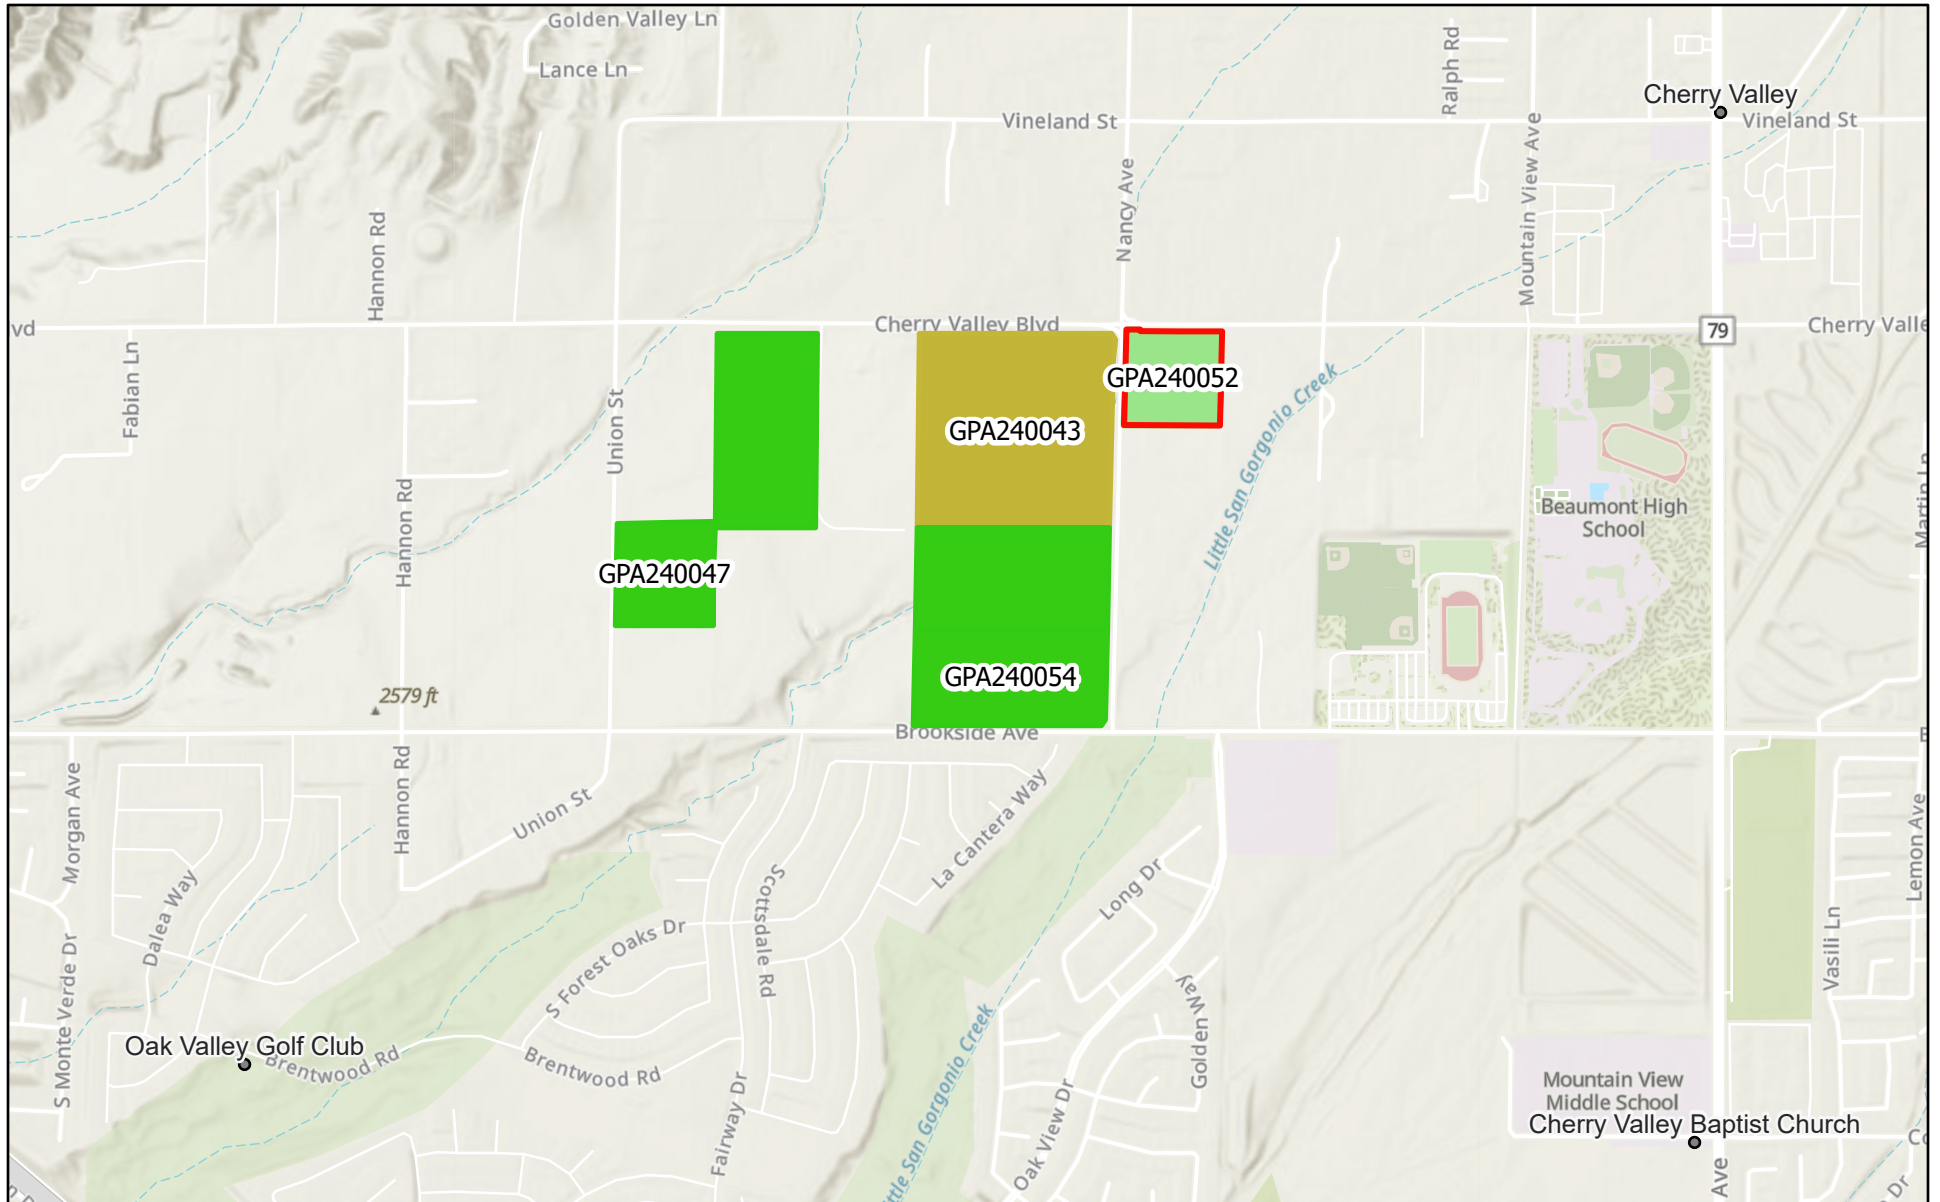 Golden Valley Ln
Lance Ln
Ralph Rd
Cherry Valley
Vineland St
Vineland St
Nancy Ave
Mountain View Ave
Hannon Rd
vd
Cherry Valley Blvd
79
Cherry Valle
Fabian Ln
Union St
GPA240052
GPA240043
Little San Gorgonio Creek
Hannon Rd
Beaumont High
School
Martin Ln
GPA240047
GPA240054
2579 ft
Brookside Ave
Morgan Ave
Hannon Rd
Union St
La Cantera Way
Long Dr
Lemon Ave
Dalea Way
Scottsdale Rd
S Forest Oaks Dr
Vasili Ln
S Monte Verde Dr
Golden Way
Oak Valley Golf Club
Brentwood Rd
Brentwood Rd
Fairway Dr
Little San Gorgonio Creek
Oak View Dr
Mountain View
Middle School
Cherry Valley Baptist Church
Ave
Dr